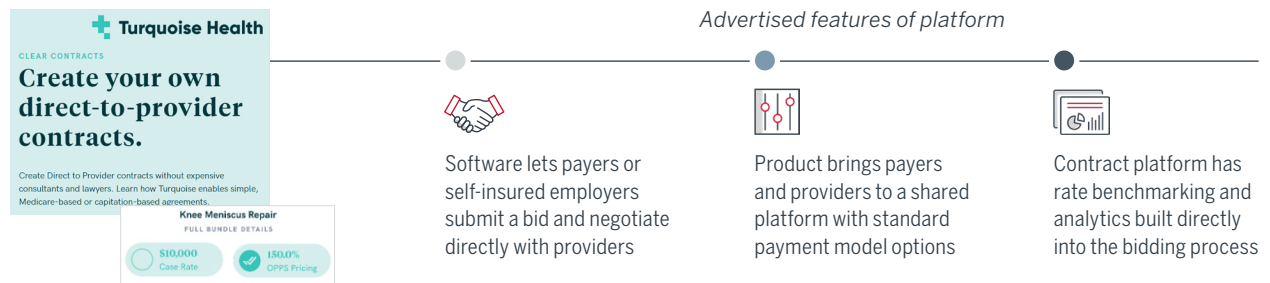 Turquoise Health
CLEAR CONTRACTS
Create your own
direct-to-provider
contracts.
Create Direct to Provider contracts without expensive
consultants and lawyers. Learn how Turquoise enables simple,
Medicare-based or capitation-based agreements.
Knee Meniscus Repair
FULL BUNDLE DETAILS
$10,000
Case Rate
150.0%
OPPS Pricing
Advertised features of platform
Software lets payers or
self-insured employers
submit a bid and negotiate
directly with providers
Product brings payers
and providers to a shared
platform with standard
payment model options
Contract platform has
rate benchmarking and
analytics built directly
into the bidding process